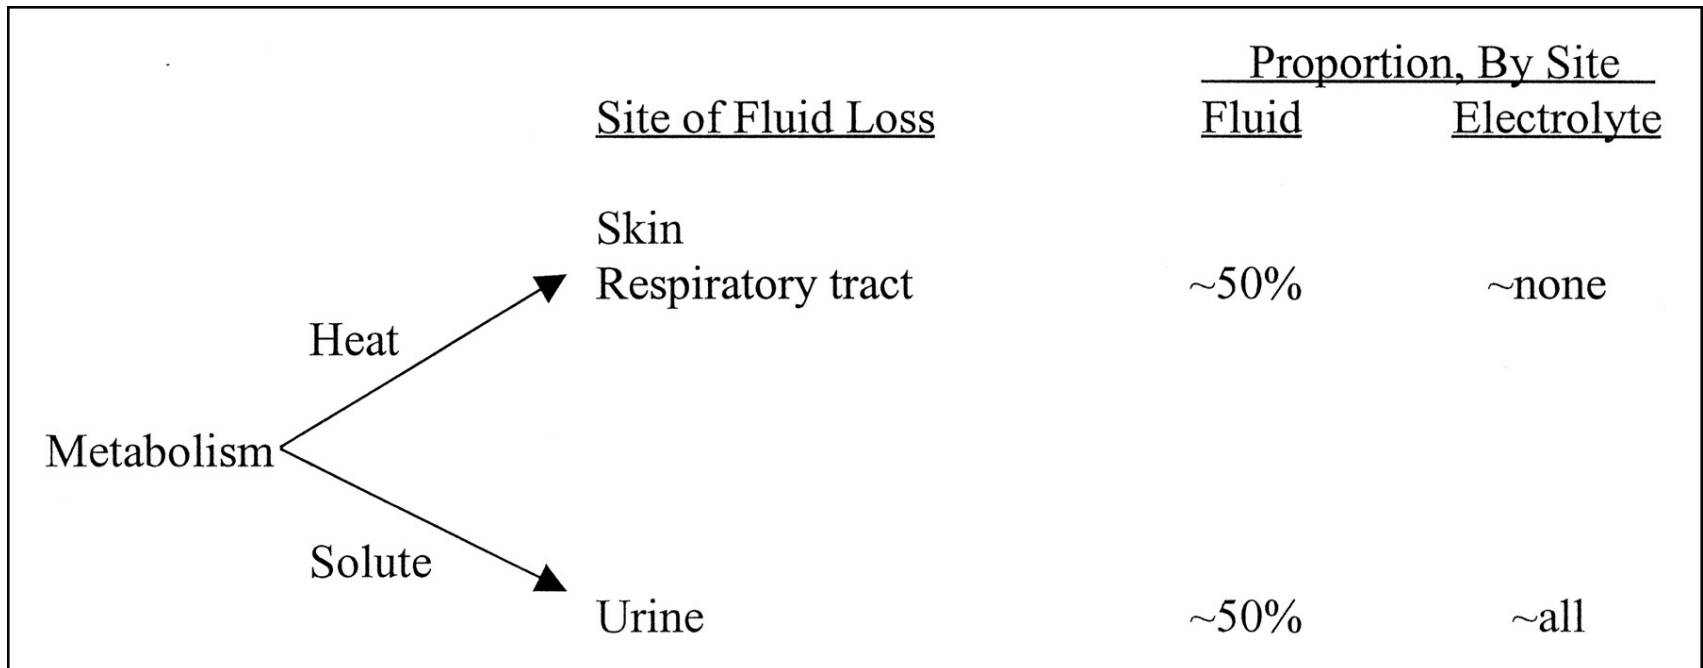 Proportion, By Site
Site of Fluid Loss Fluid Electrolyte
Skin
Respiratory tract ~50% ~none
Heat
Metabolism
Solute
Urine ~50% ~all